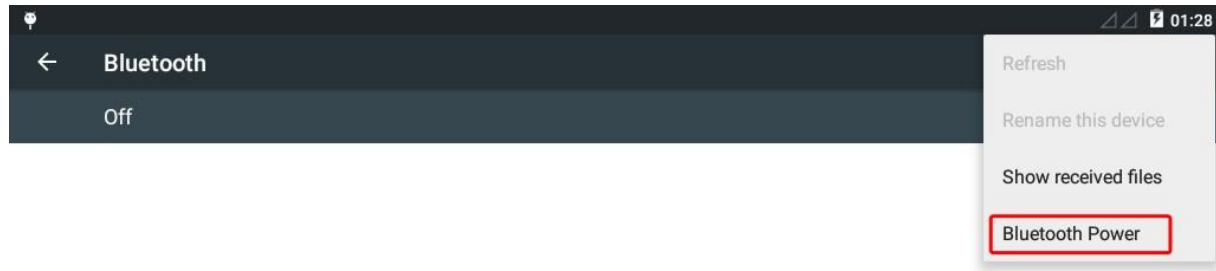 01:28
Bluetooth
Off
Refresh
Rename this device
Show received files
Bluetooth Power